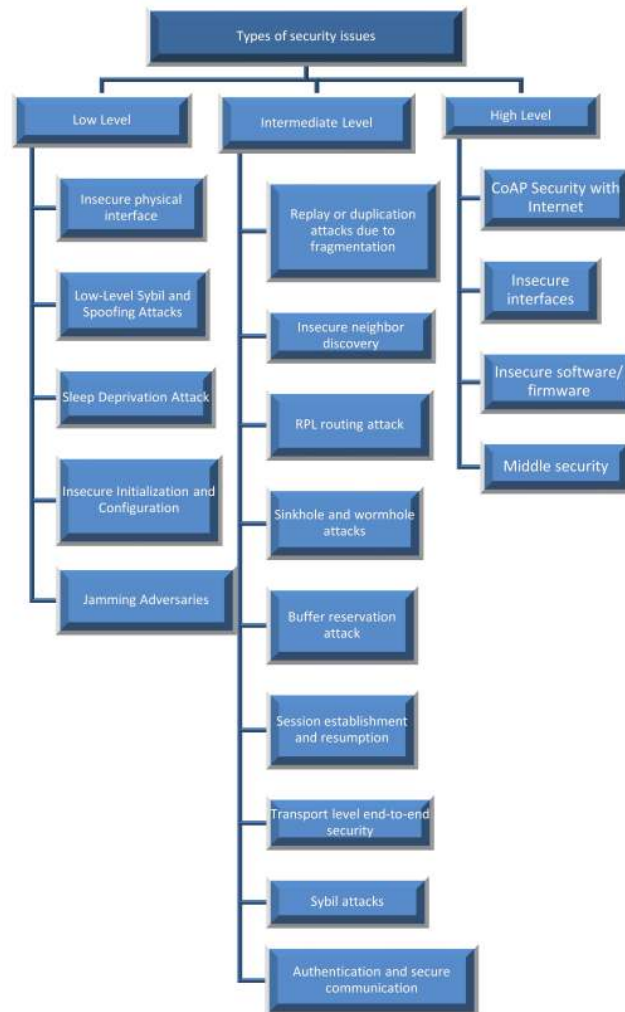 Types of security issues
Low Level
Insecure physical
interface
Low-Level Sybil and
Spoofing Attacks
Sleep Deprivation Attack
Insecure Initialization and
Configuration
Jamming Adversaries
Intermediate Level
Replay or duplication
attacks due to
fragmentation
Insecure neighbor
discovery
RPL routing attack
Sinkhole and wormhole
attacks
Buffer reservation
attack
Session establishment
and resumption
Transport level end-to-end
security
Sybil attacks
Authentication and secure
communication
High Level
CoAP Security with
Internet
Insecure
interfaces
Insecure software/
firmware
Middle security